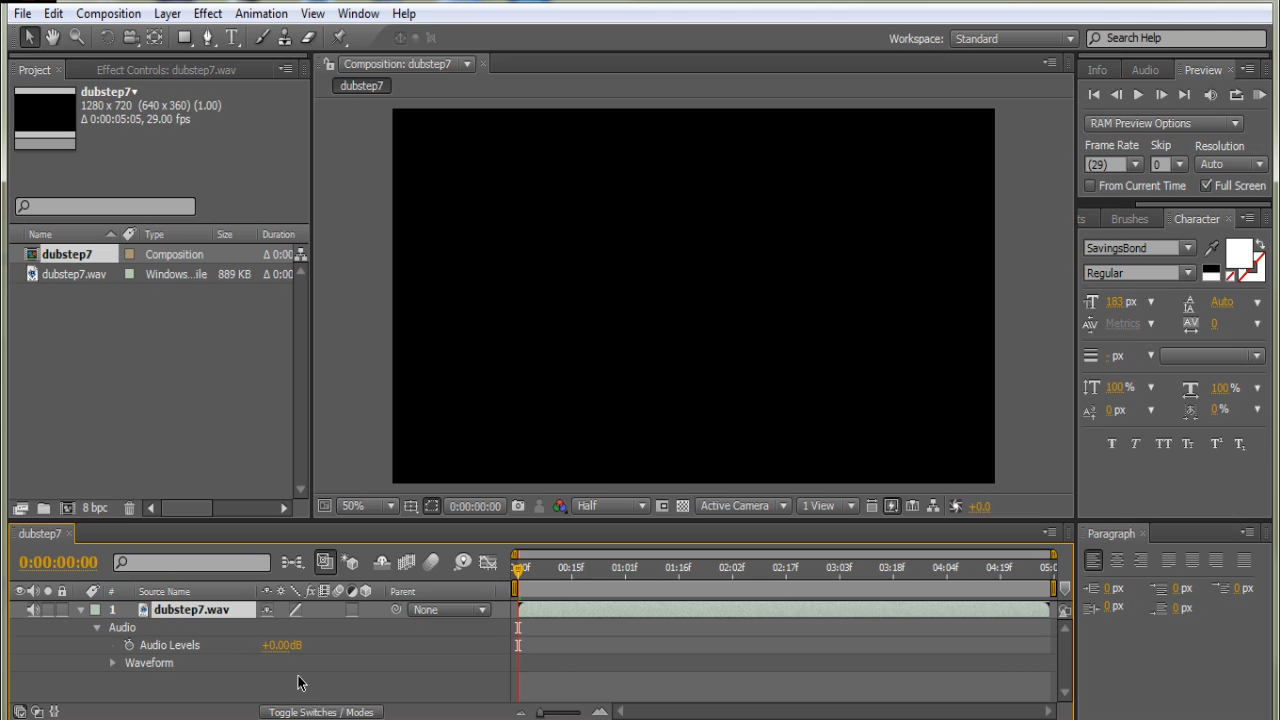 File Edit Composition Layer Effect Animation View Window Help
Workspace: Standard Search Help
Project Effect Controls: dubstep7.wav
Composition: dubstep7
Info Audio Preview
dubstep7
dubstep7
1280 x 720 (640 x 360) (1.00)
Δ 0:00:05:05, 29.00 fps
RAM Preview Options
Frame Rate Skip Resolution
(29) 0 Auto
From Current Time Full Screen
ts Brushes Character
Name Type Size Duration
dubstep7 Composition Δ 0:00
dubstep7.wav Windows...ile 889 KB Δ 0:00
SavingsBond
Regular
183 px Auto
Metrics 0
- px
100 % 100 %
0 px 0 %
T T TT Tr T¹ T₁
8 bpc
50% 0:00:00:00 Half Active Camera 1 View +0.0
dubstep7
Paragraph
0:00:00:00
0:00f 00:15f 01:01f 01:16f 02:02f 02:17f 03:03f 03:18f 04:04f 04:19f 05:0
# Source Name fx Parent
1 dubstep7.wav None
Audio
Audio Levels +0.00dB
Waveform
0 px 0 px 0 px
0 px 0 px
Toggle Switches / Modes